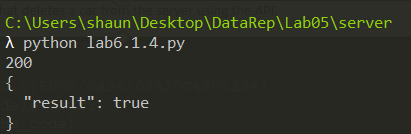 C:\Users\shaun\Desktop\DataRep\Lab05\server
λ python lab6.1.4.py
200
{
  "result": true
}